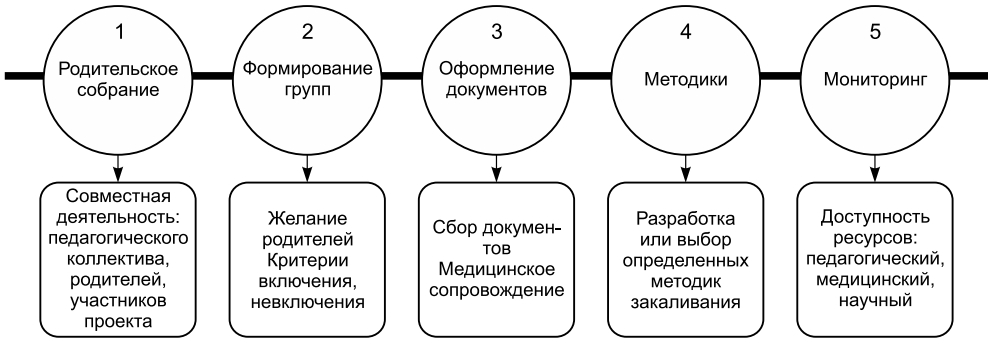 1
Родительское
собрание
2
Формирование
групп
3
Оформление
документов
4
Методики
5
Мониторинг
Совместная
деятельность:
педагогического
коллектива,
родителей,
участников
проекта
Желание
родителей
Критерии
включения,
невключения
Сбор докумен-
тов
Медицинское
сопровождение
Разработка
или выбор
определенных
методик
закаливания
Доступность
ресурсов:
педагогический,
медицинский,
научный